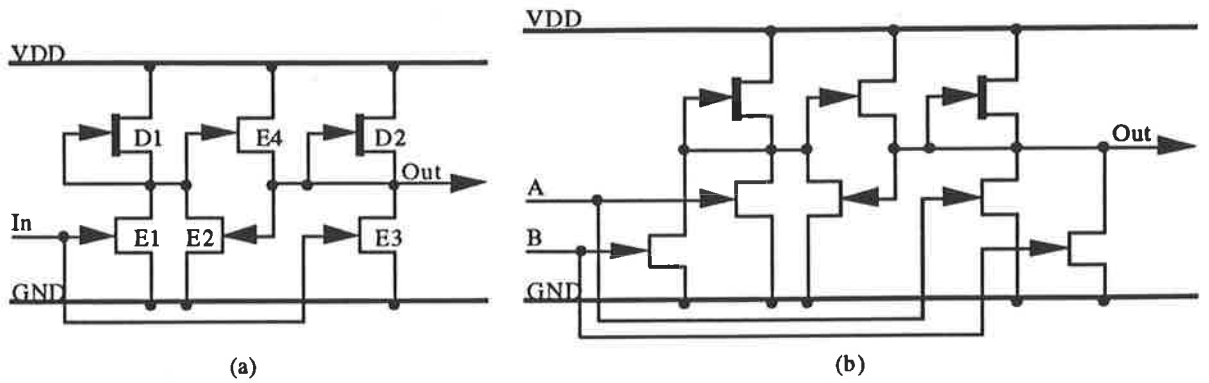 VDD
D1
E4
D2
Out
In
E1
E2
E3
GND
(a)
VDD
Out
A
B
GND
(b)